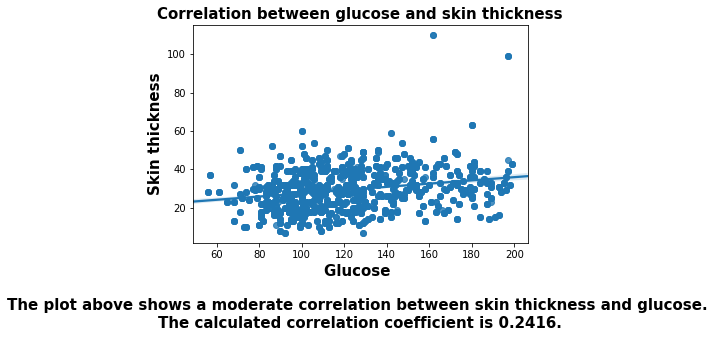 Correlation between glucose and skin thickness
100
80
60
40
20
Skin thickness
60 80 100 120 140 160 180 200
Glucose
The plot above shows a moderate correlation between skin thickness and glucose.
The calculated correlation coefficient is 0.2416.